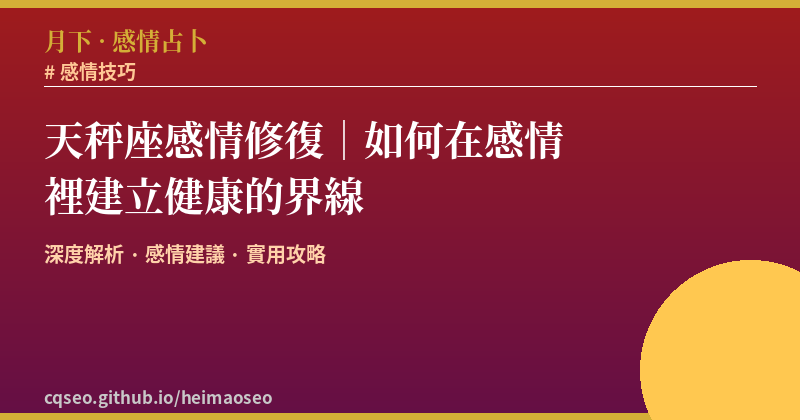 月下 · 感情占卜
# 感情技巧
天秤座感情修復｜如何在感情
裡建立健康的界線
深度解析 · 感情建議 · 實用攻略
cqseo.github.io/heimaoseo